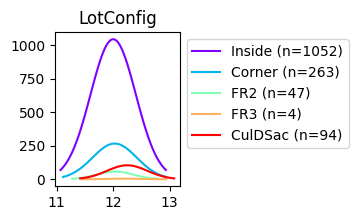 LotConfig
1000
750
500
250
0
11
12
13
Inside (n=1052)
Corner (n=263)
FR2 (n=47)
FR3 (n=4)
CulDSac (n=94)